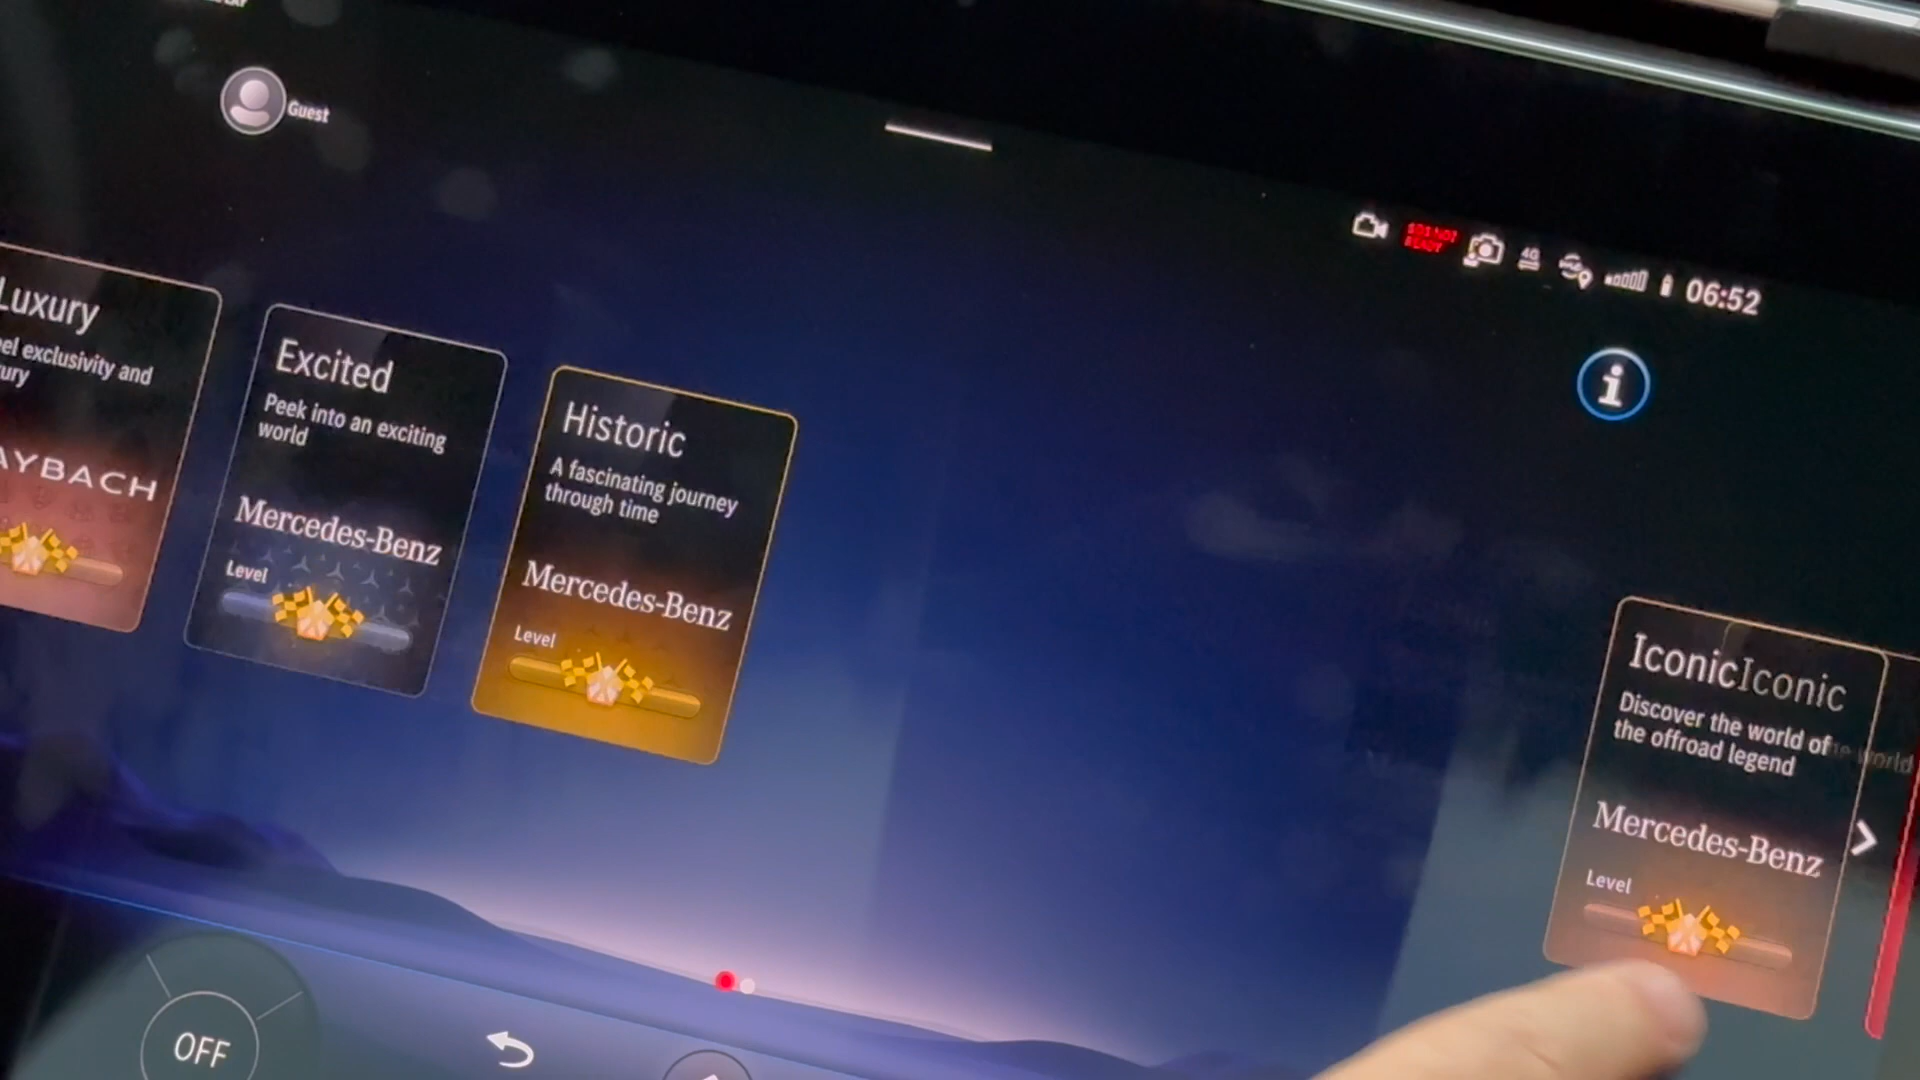 Guest
4G
06:52
Luxury
el exclusivity and
ury
AYBACH
Excited
Peek into an exciting
world
Mercedes-Benz
Level
Historic
A fascinating journey
through time
Mercedes-Benz
Level
IconicIconic
Discover the world of world
the offroad legend
Mercedes-Benz
Level
OFF